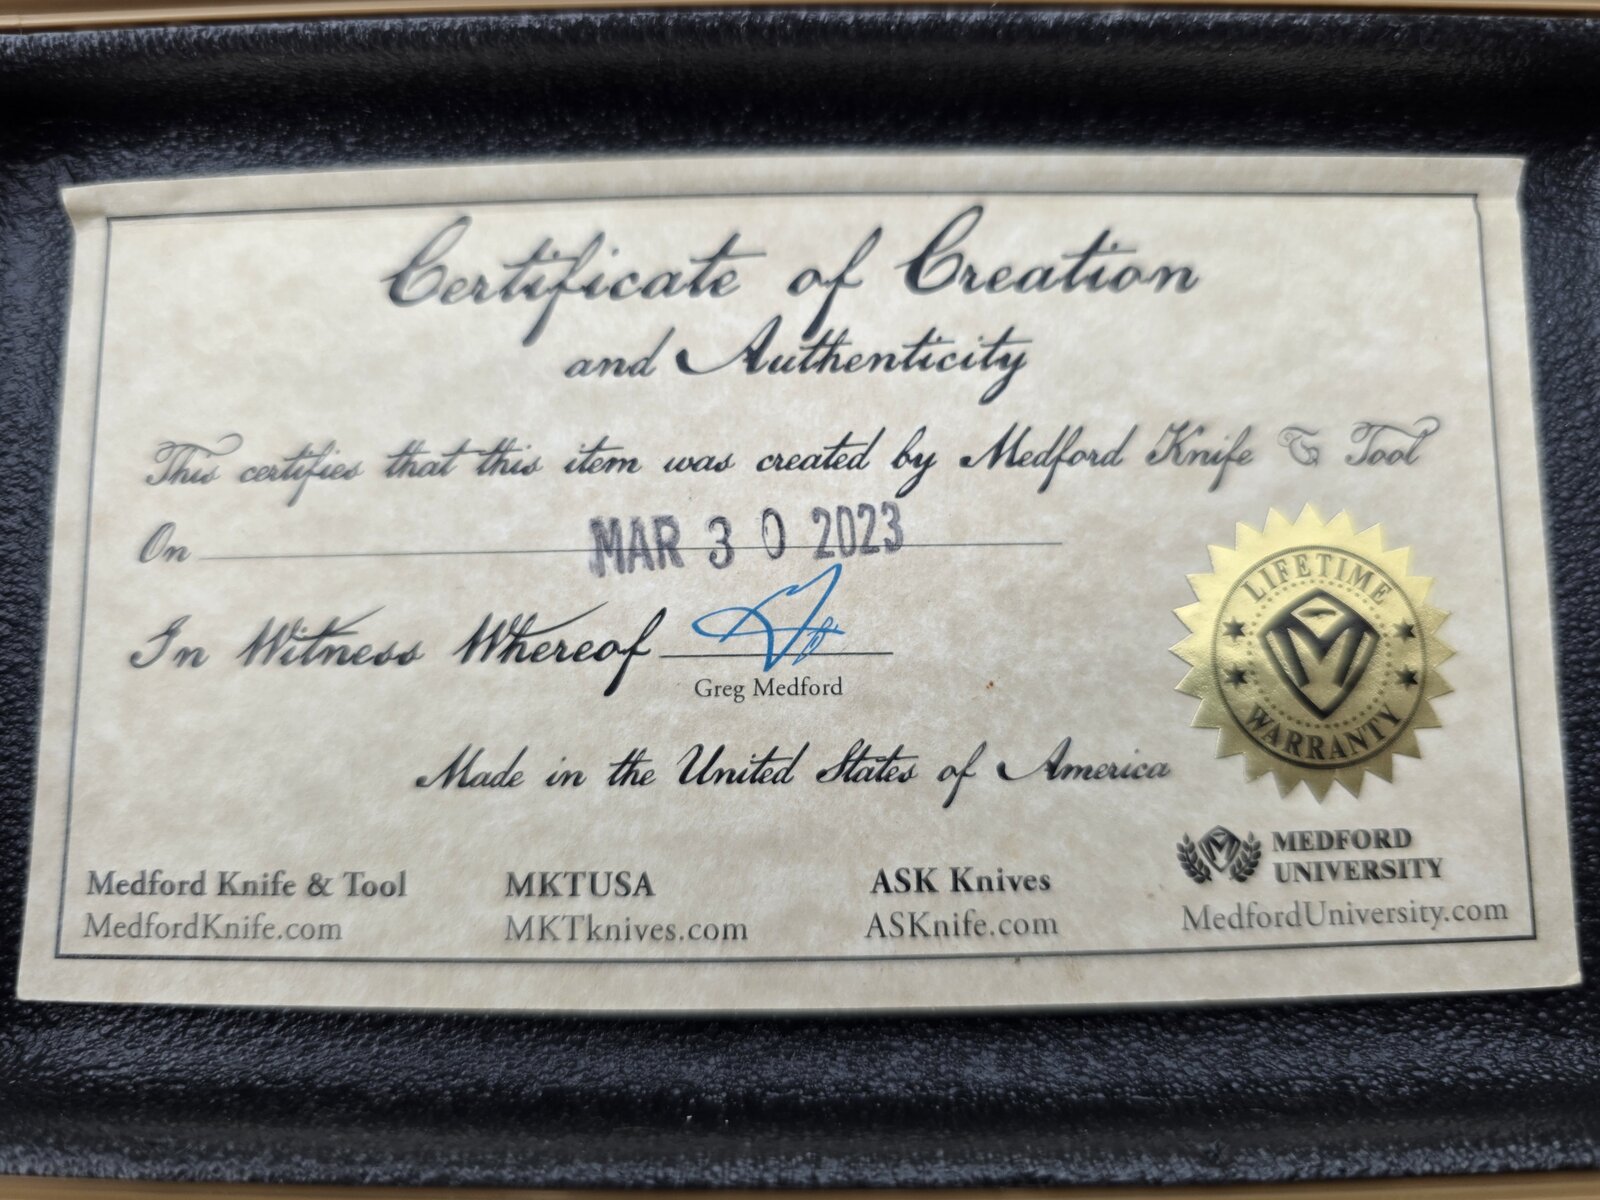 Certificate of Creation
and Authenticity
This certifies that this item was created by Medford Knife & Tool
On MAR 30 2023
In Witness Whereof
Greg Medford
LIFETIME
M
WARRANTY
Made in the United States of America
Medford Knife & Tool
MedfordKnife.com
MKTUSA
MKTknives.com
ASK Knives
ASKnife.com
M
MEDFORD
UNIVERSITY
MedfordUniversity.com